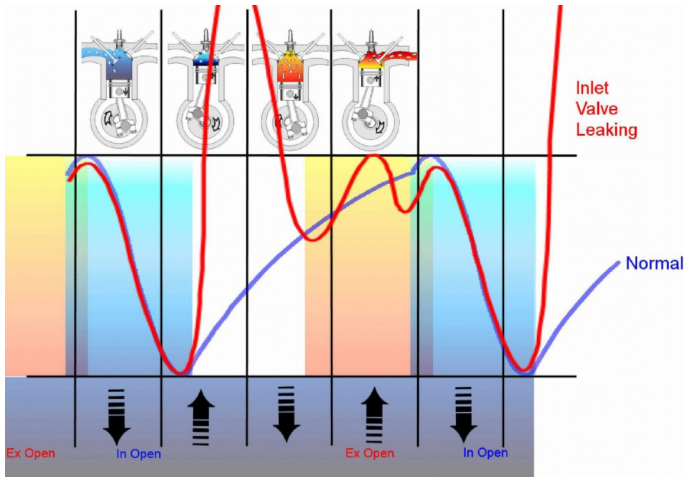 Inlet
Valve
Leaking
Normal
Ex Open
In Open
Ex Open
In Open